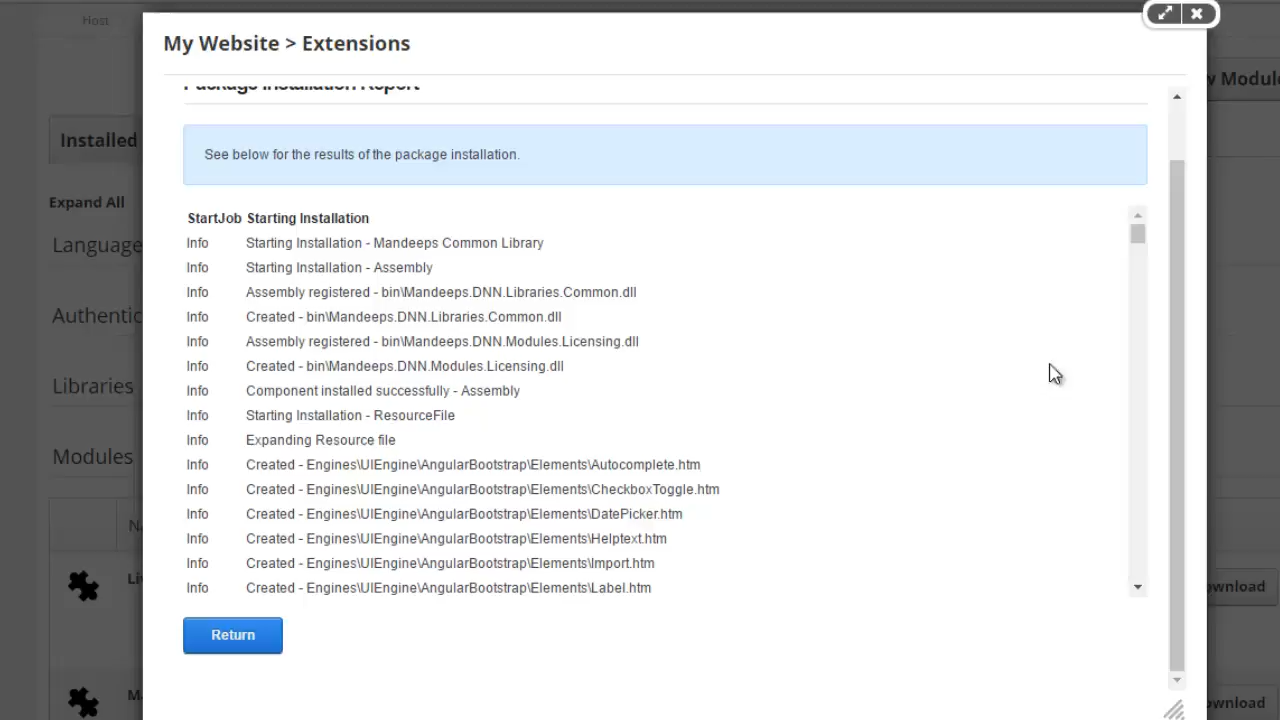 Host
My Website > Extensions
w Module
Package Installation Report
Installed
See below for the results of the package installation.
Expand All
StartJob Starting Installation
Language
Info Starting Installation - Mandeeps Common Library
Info Starting Installation - Assembly
Info Assembly registered - bin\Mandeeps.DNN.Libraries.Common.dll
Authentic
Info Created - bin\Mandeeps.DNN.Libraries.Common.dll
Info Assembly registered - bin\Mandeeps.DNN.Modules.Licensing.dll
Info Created - bin\Mandeeps.DNN.Modules.Licensing.dll
Libraries
Info Component installed successfully - Assembly
Info Starting Installation - ResourceFile
Info Expanding Resource file
Modules
Info Created - Engines\UIEngine\AngularBootstrap\Elements\Autocomplete.htm
Info Created - Engines\UIEngine\AngularBootstrap\Elements\CheckboxToggle.htm
Info Created - Engines\UIEngine\AngularBootstrap\Elements\DatePicker.htm
Info Created - Engines\UIEngine\AngularBootstrap\Elements\Helptext.htm
Info Created - Engines\UIEngine\AngularBootstrap\Elements\Import.htm
Info Created - Engines\UIEngine\AngularBootstrap\Elements\Label.htm
ownload
Return
ownload